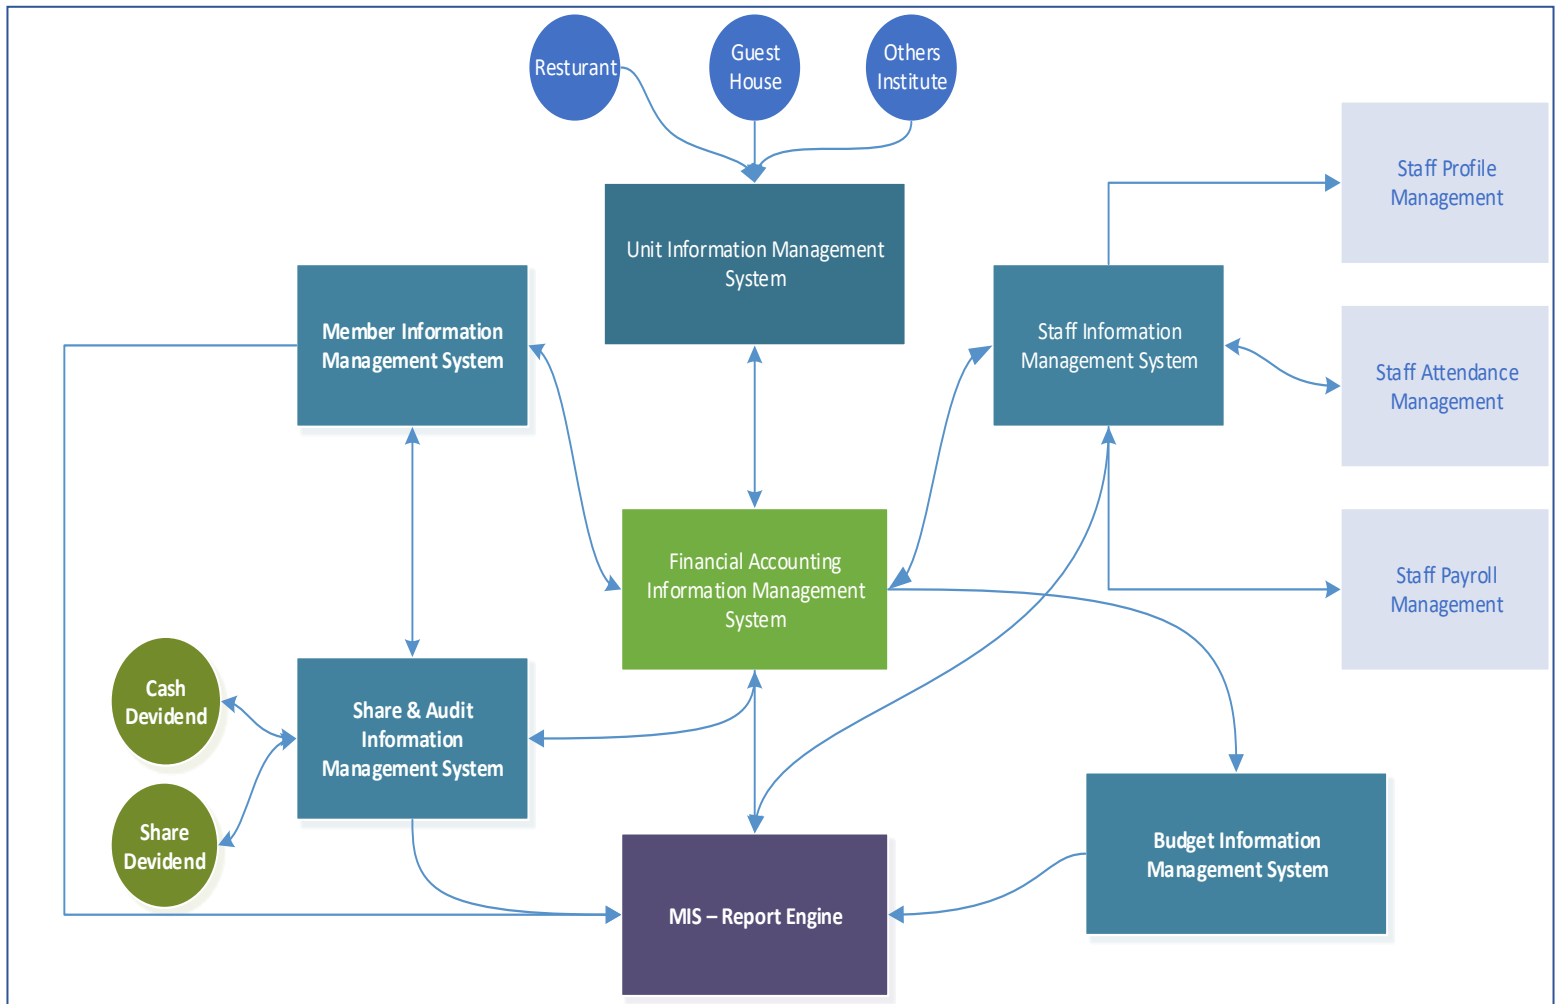 Resturant
Guest
House
Others
Institute
Staff Profile
Management
Unit Information Management
System
Member Information
Management System
Staff Information
Management System
Staff Attendance
Management
Financial Accounting
Information Management
System
Staff Payroll
Management
Cash
Devidend
Share & Audit
Information
Management System
Share
Devidend
Budget Information
Management System
MIS – Report Engine